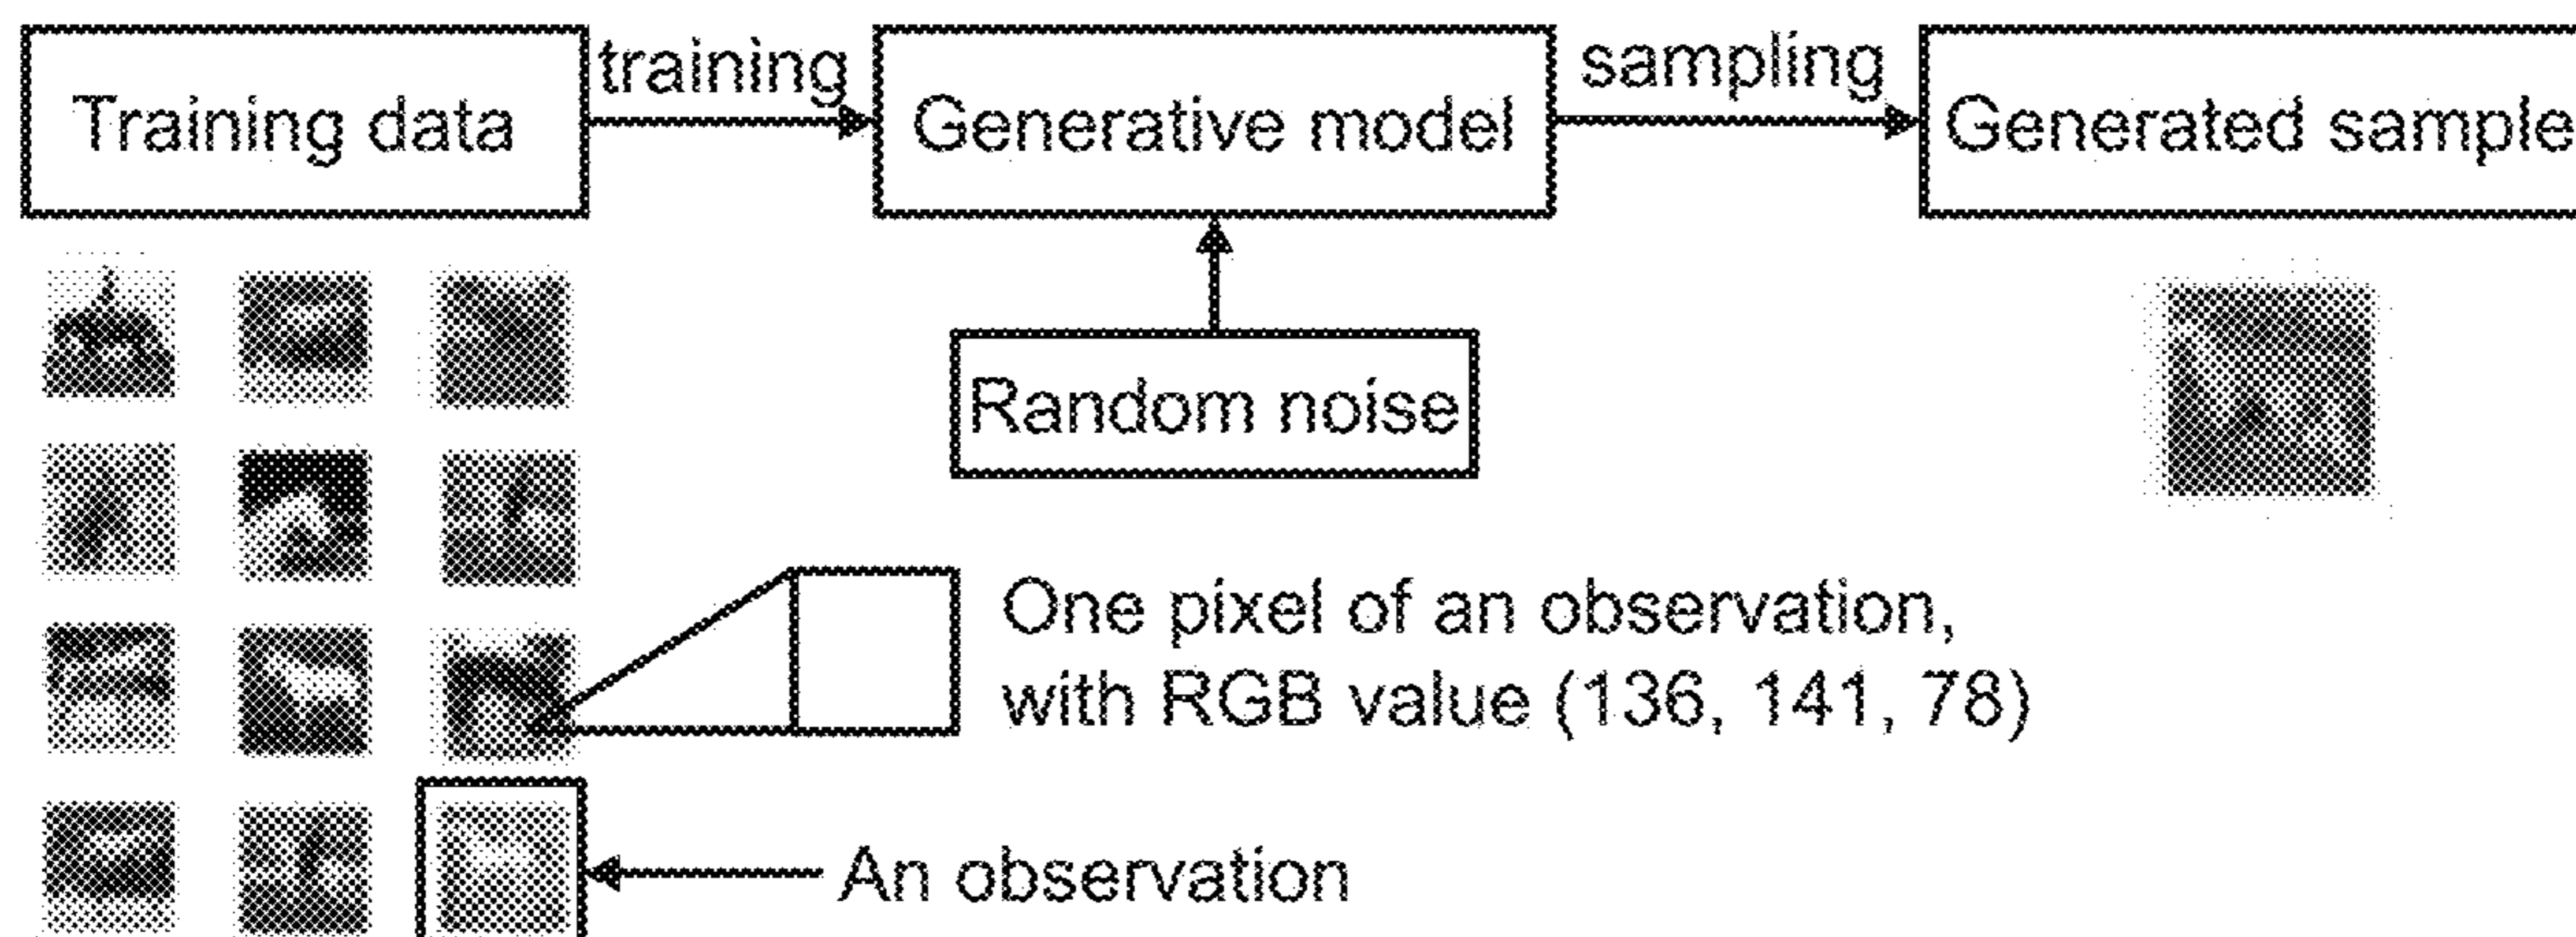 Training data
training
Generative model
sampling
Generated sample
Random noise
One pixel of an observation,
with RGB value (136, 141, 78)
An observation